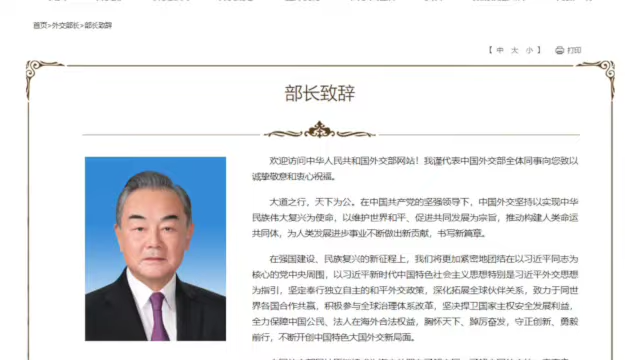 首页>外交部长>部长致辞
【 中 大 小 】 打印
部长致辞
欢迎访问中华人民共和国外交部网站！我谨代表中国外交部全体同事向您致以
诚挚敬意和衷心祝福。
大道之行，天下为公。在中国共产党的坚强领导下，中国外交坚持以实现中华
民族伟大复兴为使命，以维护世界和平、促进共同发展为宗旨，推动构建人类命运
共同体，为人类发展进步事业不断做出新贡献，书写新篇章。
在强国建设、民族复兴的新征程上，我们将更加紧密地团结在以习近平同志为
核心的党中央周围，以习近平新时代中国特色社会主义思想特别是习近平外交思想
为指引，坚定奉行独立自主的和平外交政策，深化拓展全球伙伴关系，致力于同世
界各国合作共赢，积极参与全球治理体系改革，坚决捍卫国家主权安全发展利益，
全力保障中国公民、法人在海外合法权益，胸怀天下、踔厉奋发，守正创新、勇毅
前行，不断开创中国特色大国外交新局面。